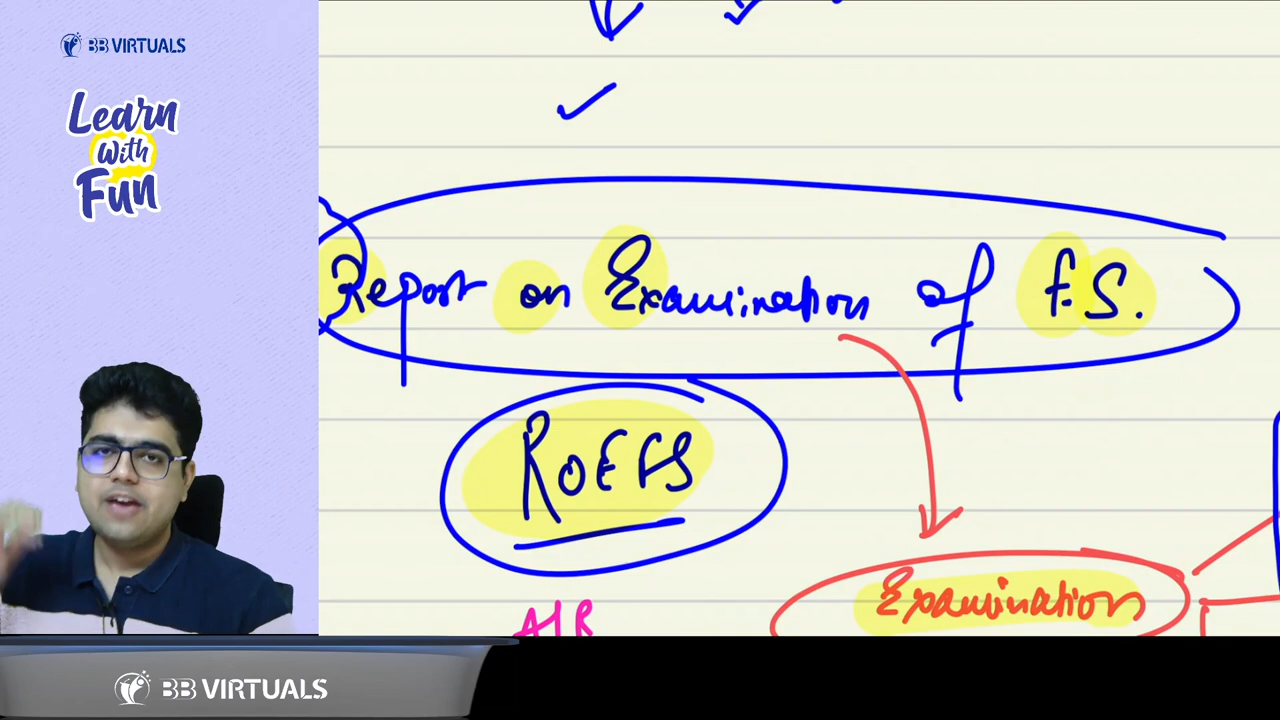 BB VIRTUALS
Learn
with
Fun
Report on Examination of F.S.
ROEFS
Examination
AIR
BB VIRTUALS